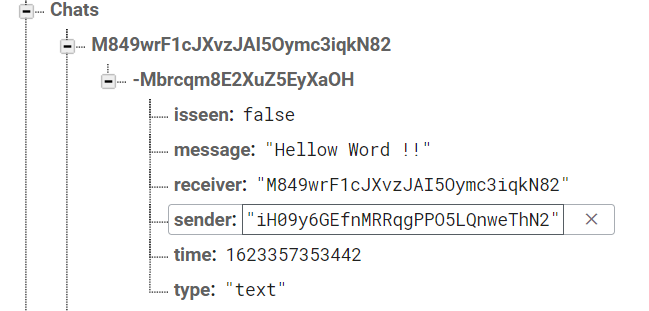 Chats
M849wrF1cJXvzJAI5Oymc3iqkN82
-Mbrcqm8E2XuZ5EyXaOH
isseen: false
message: "Hellow Word !!"
receiver: "M849wrF1cJXvzJAI5Oymc3iqkN82"
sender: "iH09y6GEfnMRRqgPPO5LQnweThN2"
time: 1623357353442
type: "text"